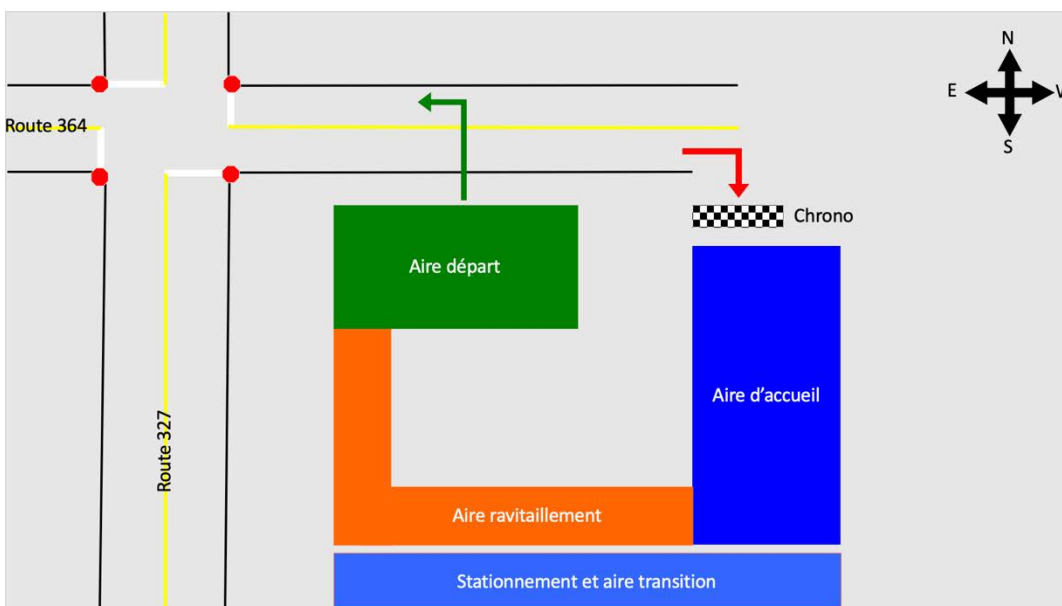 N
E
W
S
Route 364
Chrono
Aire départ
Aire d’accueil
Route 327
Aire ravitaillement
Stationnement et aire transition